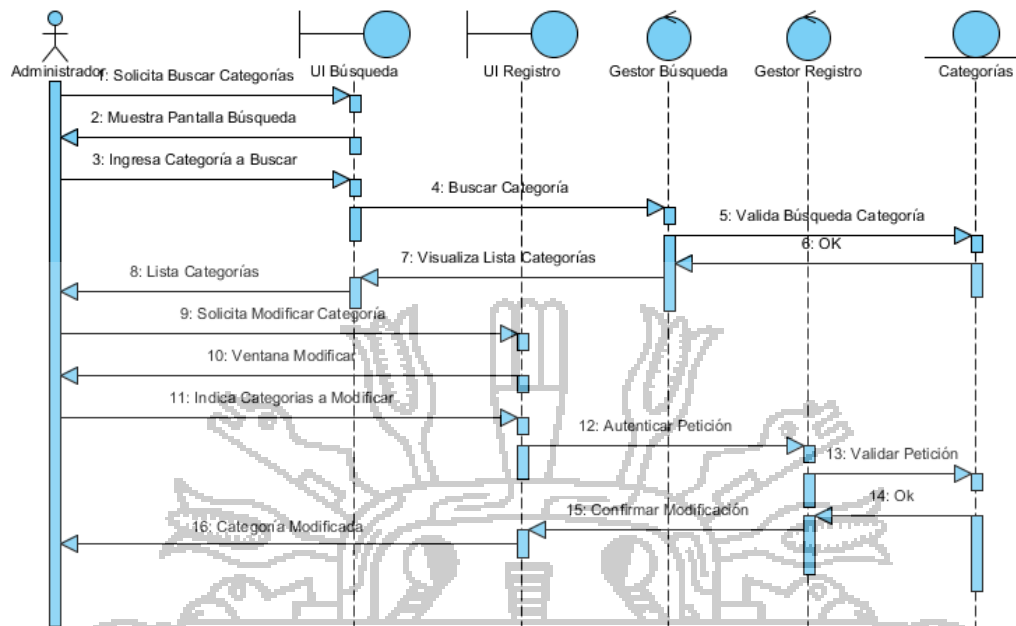 Administrador
UI Búsqueda
UI Registro
Gestor Búsqueda
Gestor Registro
Categorías
1: Solicita Buscar Categorías
2: Muestra Pantalla Búsqueda
3: Ingresa Categoría a Buscar
4: Buscar Categoría
5: Valida Búsqueda Categoría
6: OK
7: Visualiza Lista Categorías
8: Lista Categorías
9: Solicita Modificar Categoría
10: Ventana Modificar
11: Indica Categorias a Modificar
12: Autenticar Petición
13: Validar Petición
14: Ok
15: Confirmar Modificación
16: Categoría Modificada